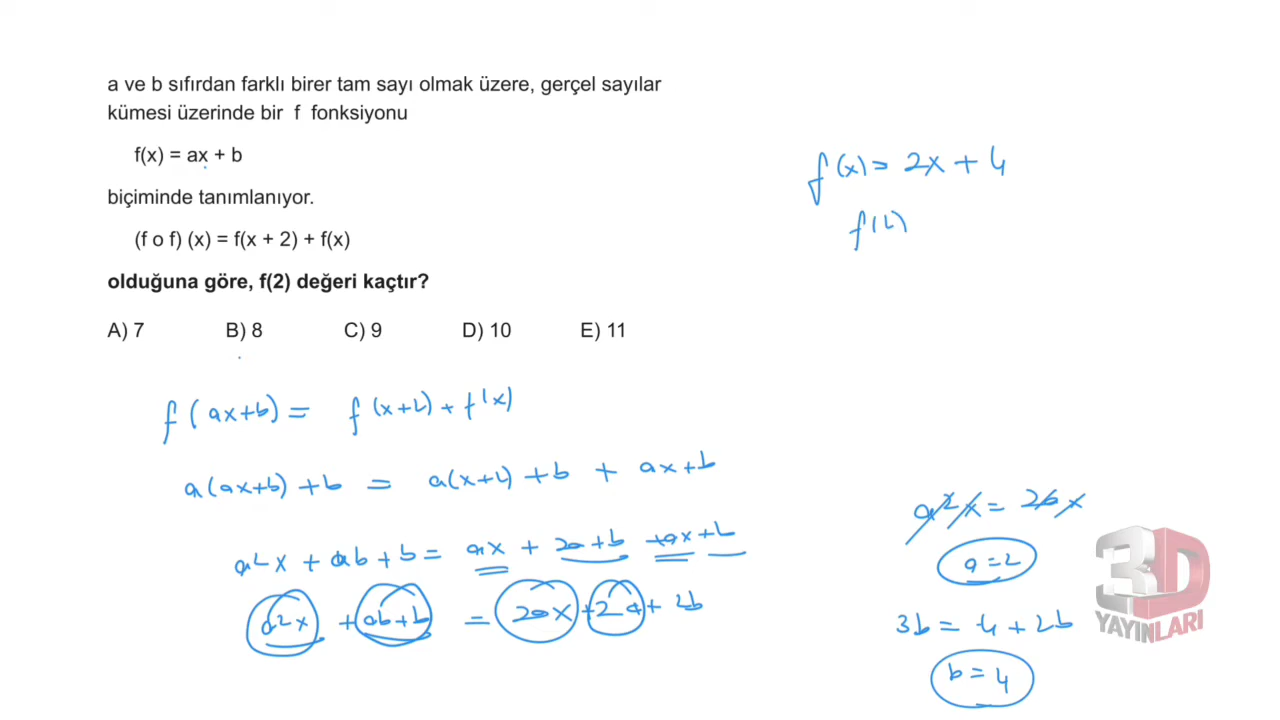 a ve b sıfırdan farklı birer tam sayı olmak üzere, gerçel sayılar
kümesi üzerinde bir f fonksiyonu
f(x) = ax + b
biçiminde tanımlanıyor.
(f o f) (x) = f(x + 2) + f(x)
olduğuna göre, f(2) değeri kaçtır?
A) 7 B) 8 C) 9 D) 10 E) 11
f(x) = 2x + 4
f(2)
f(ax+b) = f(x+2) + f(x)
a(ax+b) + b = a(x+2) + b + ax+b
a²x + ab + b = ax + 2a + b + ax + b
a²x + ab + b = 2ax + 2a + 2b
a²x = 2ax
a = 2
3b = 4 + 2b
b = 4
3D
YAYINLARI